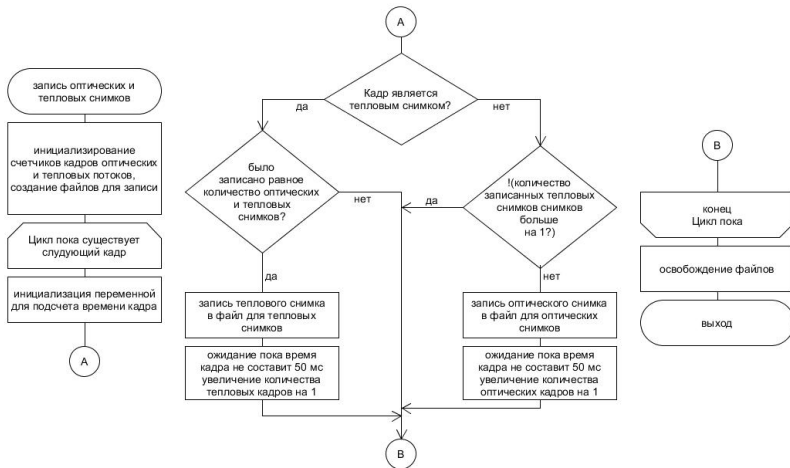 запись оптических и
тепловых снимков
инициализирование
счетчиков кадров оптических
и тепловых потоков,
создание файлов для записи
Цикл пока существует
слудующий кадр
инициализация переменной
для подсчета времени кадра
А
А
Кадр является
тепловым снимком?
да
нет
было
записано равное
количество оптических
и тепловых
снимков?
нет
да
запись теплового снимка
в файл для тепловых
снимков
ожидание пока время
кадра не составит 50 мс
увеличение количества
тепловых кадров на 1
!(количество
записанных тепловых
снимков снимков
больше
на 1?)
да
нет
запись оптического снимка
в файл для оптических
снимков
ожидание пока время
кадра не составит 50 мс
увеличение количества
оптических кадров на 1
В
В
конец
Цикл пока
освобождение файлов
выход